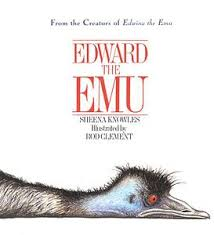 From the Creators of Edwina the Emu
EDWARD
THE
EMU
SHEENA KNOWLES
Illustrated by
ROD CLEMENT